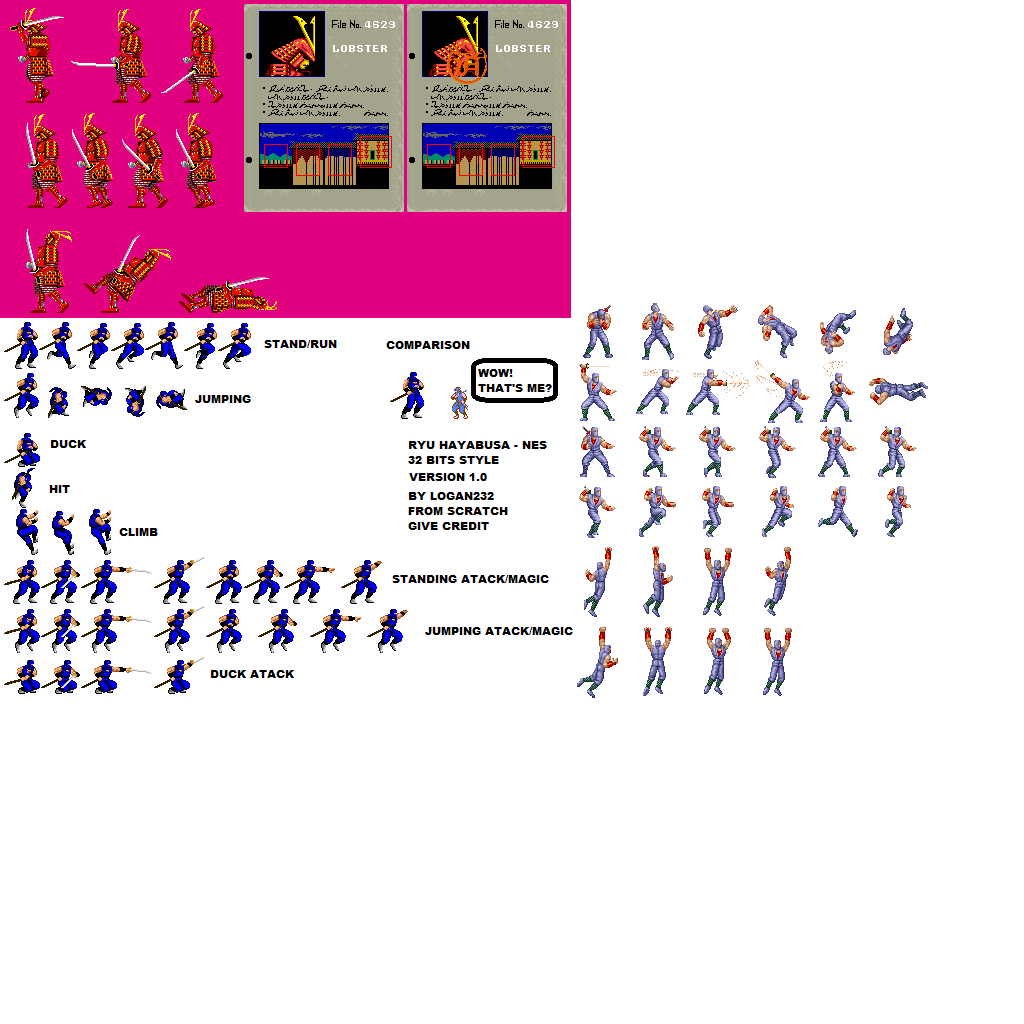 File No. 4629
LOBSTER
File No. 4629
LOBSTER
STAND/RUN
COMPARISON
WOW!
THAT'S ME?
JUMPING
DUCK
RYU HAYABUSA - NES
32 BITS STYLE
VERSION 1.0
HIT
BY LOGAN232
FROM SCRATCH
GIVE CREDIT
CLIMB
STANDING ATACK/MAGIC
JUMPING ATACK/MAGIC
DUCK ATACK